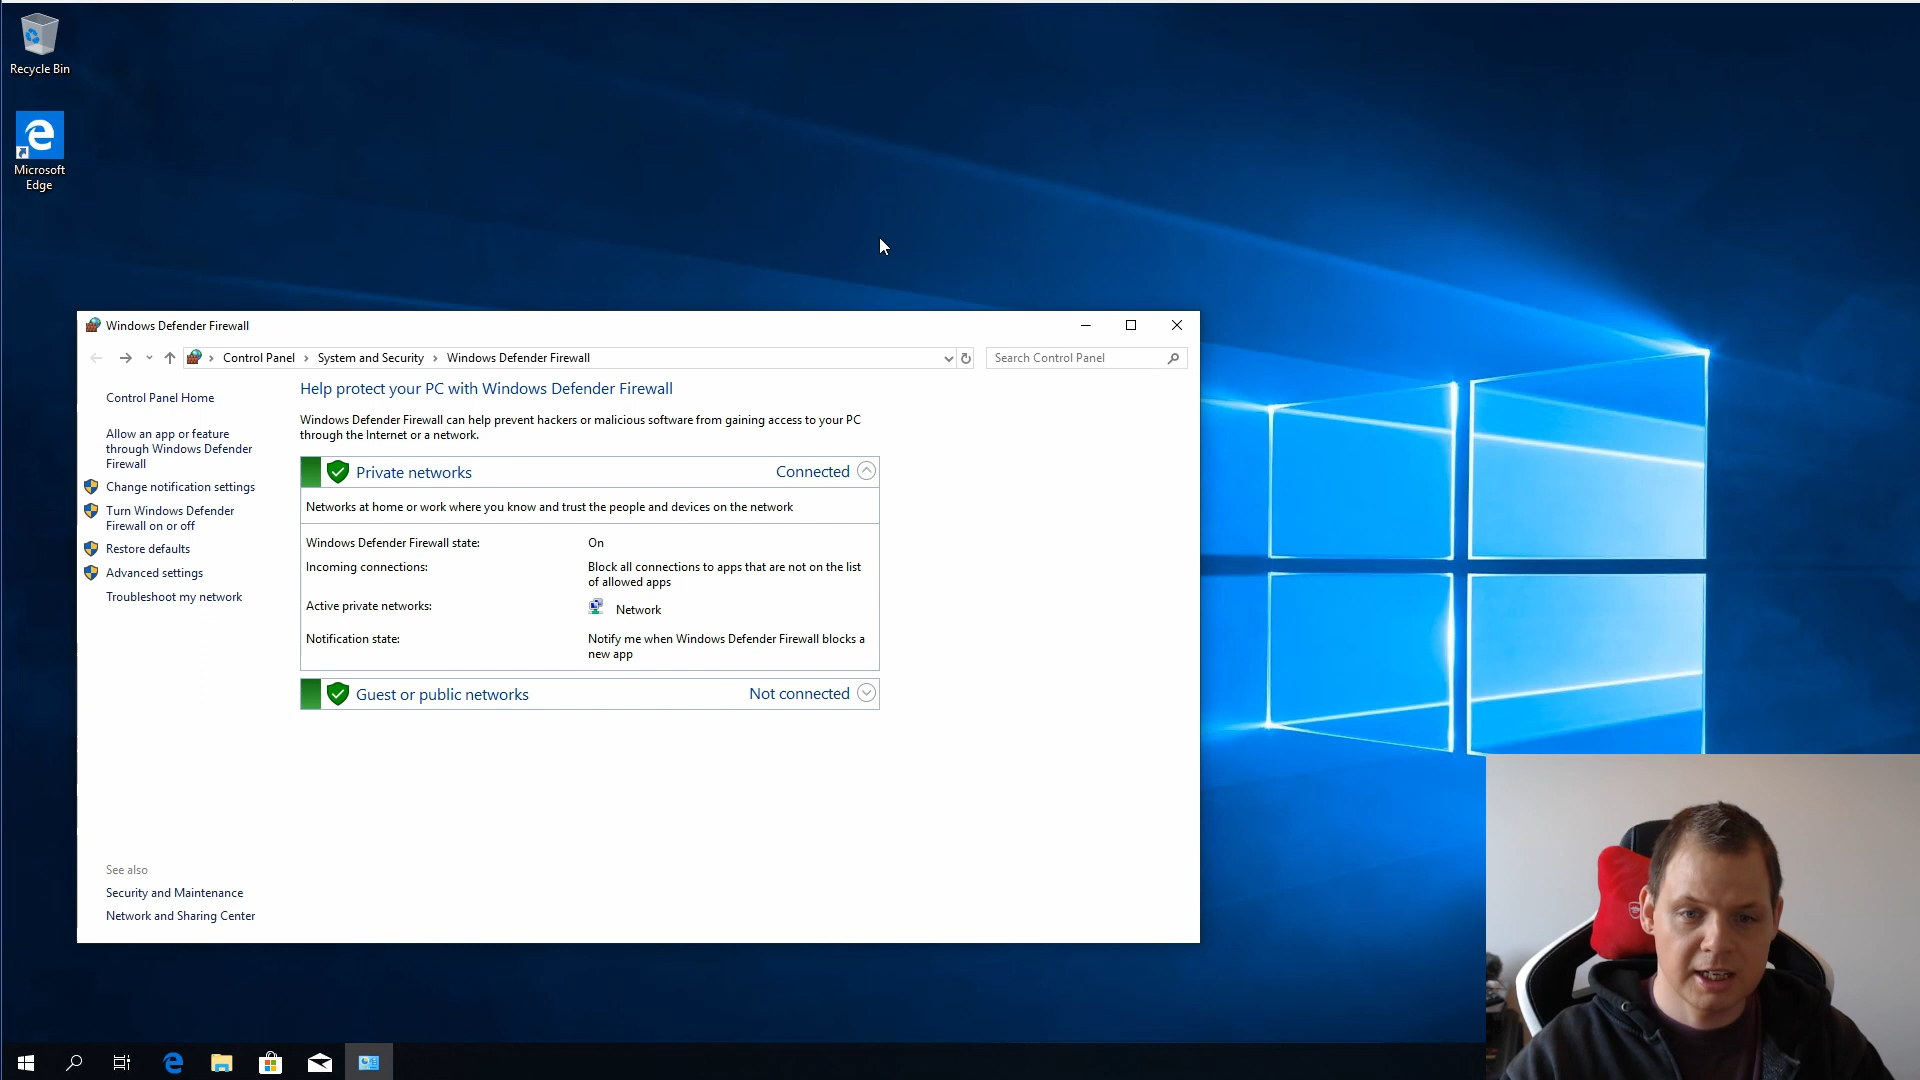 Recycle Bin
Microsoft
Edge
Windows Defender Firewall
Control Panel
System and Security
Windows Defender Firewall
Search Control Panel
Control Panel Home
Allow an app or feature
through Windows Defender
Firewall
Change notification settings
Turn Windows Defender
Firewall on or off
Restore defaults
Advanced settings
Troubleshoot my network
See also
Security and Maintenance
Network and Sharing Center
Help protect your PC with Windows Defender Firewall
Windows Defender Firewall can help prevent hackers or malicious software from gaining access to your PC
through the Internet or a network.
Private networks Connected
Networks at home or work where you know and trust the people and devices on the network
Windows Defender Firewall state: On
Incoming connections: Block all connections to apps that are not on the list
of allowed apps
Active private networks: Network
Notification state: Notify me when Windows Defender Firewall blocks a
new app
Guest or public networks Not connected